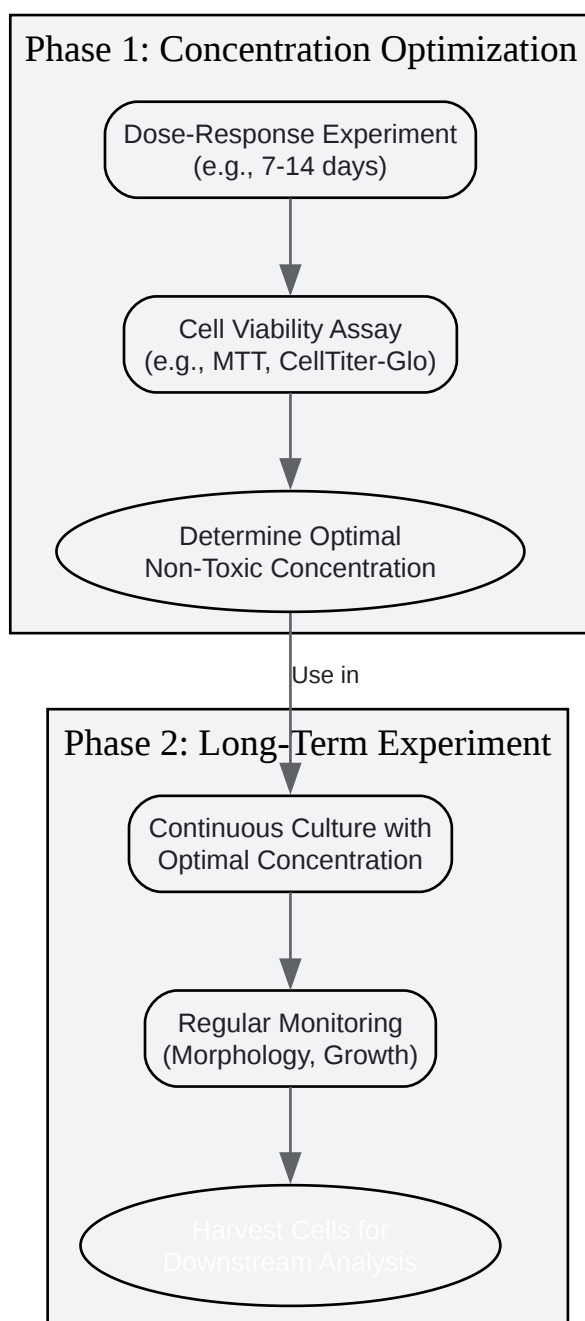 Phase 1: Concentration Optimization
Dose-Response Experiment
(e.g., 7-14 days)
Cell Viability Assay
(e.g., MTT, CellTiter-Glo)
Determine Optimal
Non-Toxic Concentration
Use in
Phase 2: Long-Term Experiment
Continuous Culture with
Optimal Concentration
Regular Monitoring
(Morphology, Growth)
Harvest Cells for
Downstream Analysis